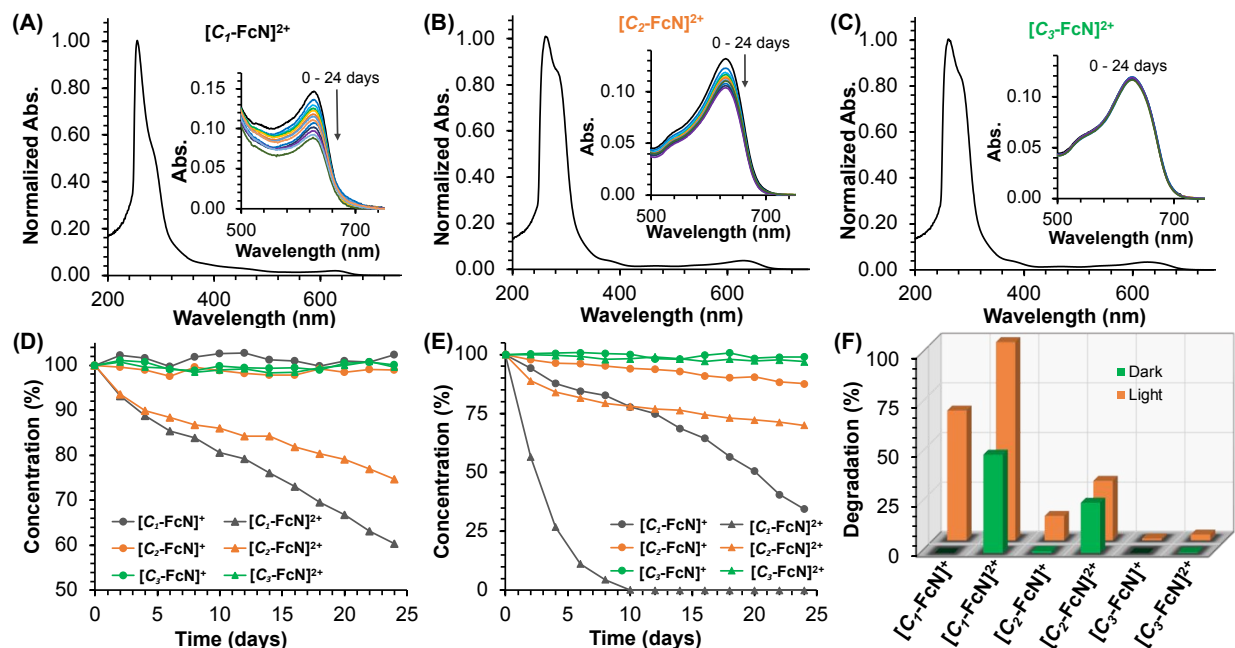 (A)
[C₁-FcN]²⁺
Normalized Abs.
1.00
0.80
0.60
0.40
0.20
0.00
200
400
600
Wavelength (nm)
0 - 24 days
Abs.
0.15
0.10
0.05
0.00
500
700
Wavelength (nm)
(B)
[C₂-FcN]²⁺
Normalized Abs.
1.00
0.80
0.60
0.40
0.20
0.00
200
400
600
Wavelength (nm)
0 - 24 days
Abs.
0.10
0.05
0.00
500
700
Wavelength (nm)
(C)
[C₃-FcN]²⁺
Normalized Abs.
1.00
0.80
0.60
0.40
0.20
0.00
200
400
600
Wavelength (nm)
0 - 24 days
Abs.
0.10
0.05
0.00
500
700
Wavelength (nm)
(D)
Concentration (%)
100
90
80
70
60
50
0
5
10
15
20
25
Time (days)
[C₁-FcN]⁺
[C₁-FcN]²⁺
[C₂-FcN]⁺
[C₂-FcN]²⁺
[C₃-FcN]⁺
[C₃-FcN]²⁺
(E)
Concentration (%)
100
75
50
25
0
0
5
10
15
20
25
Time (days)
[C₁-FcN]⁺
[C₁-FcN]²⁺
[C₂-FcN]⁺
[C₂-FcN]²⁺
[C₃-FcN]⁺
[C₃-FcN]²⁺
(F)
Degradation (%)
100
75
50
25
0
Dark
Light
[C₁-FcN]⁺
[C₁-FcN]²⁺
[C₂-FcN]⁺
[C₂-FcN]²⁺
[C₃-FcN]⁺
[C₃-FcN]²⁺